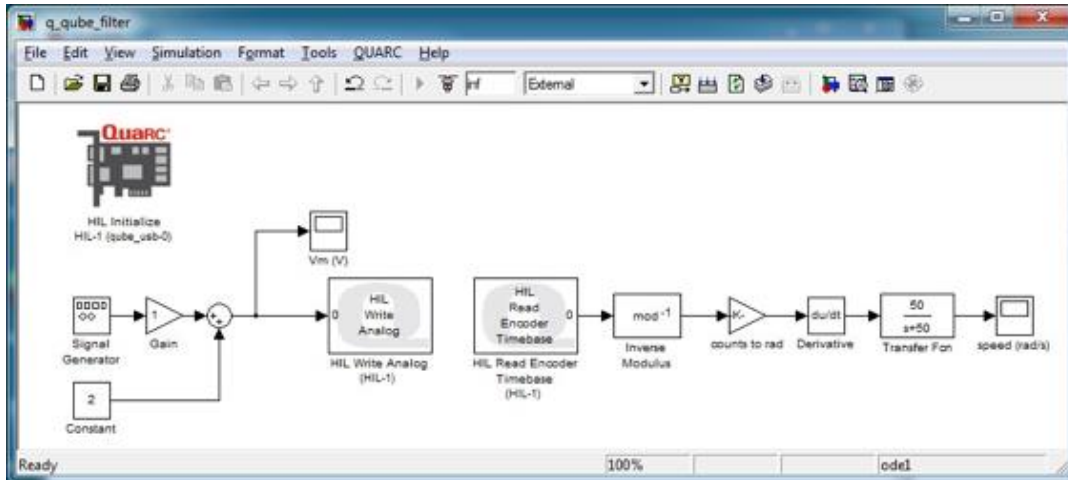 q_qube_filter
File Edit View Simulation Format Tools QUARC Help
inf External
QUARC
HIL Initialize
HIL-1 (qube_usb-0)
Vm (V)
Signal
Generator
1
Gain
++
0
HIL
Write
Analog
HIL Write Analog
(HIL-1)
2
Constant
HIL
Read
Encoder
Timebase
0
HIL Read Encoder
Timebase
(HIL-1)
mod -1
Inverse
Modulus
K-
counts to rad
du/dt
Derivative
50
s+50
Transfer Fcn
speed (rad/s)
Ready 100% ode1